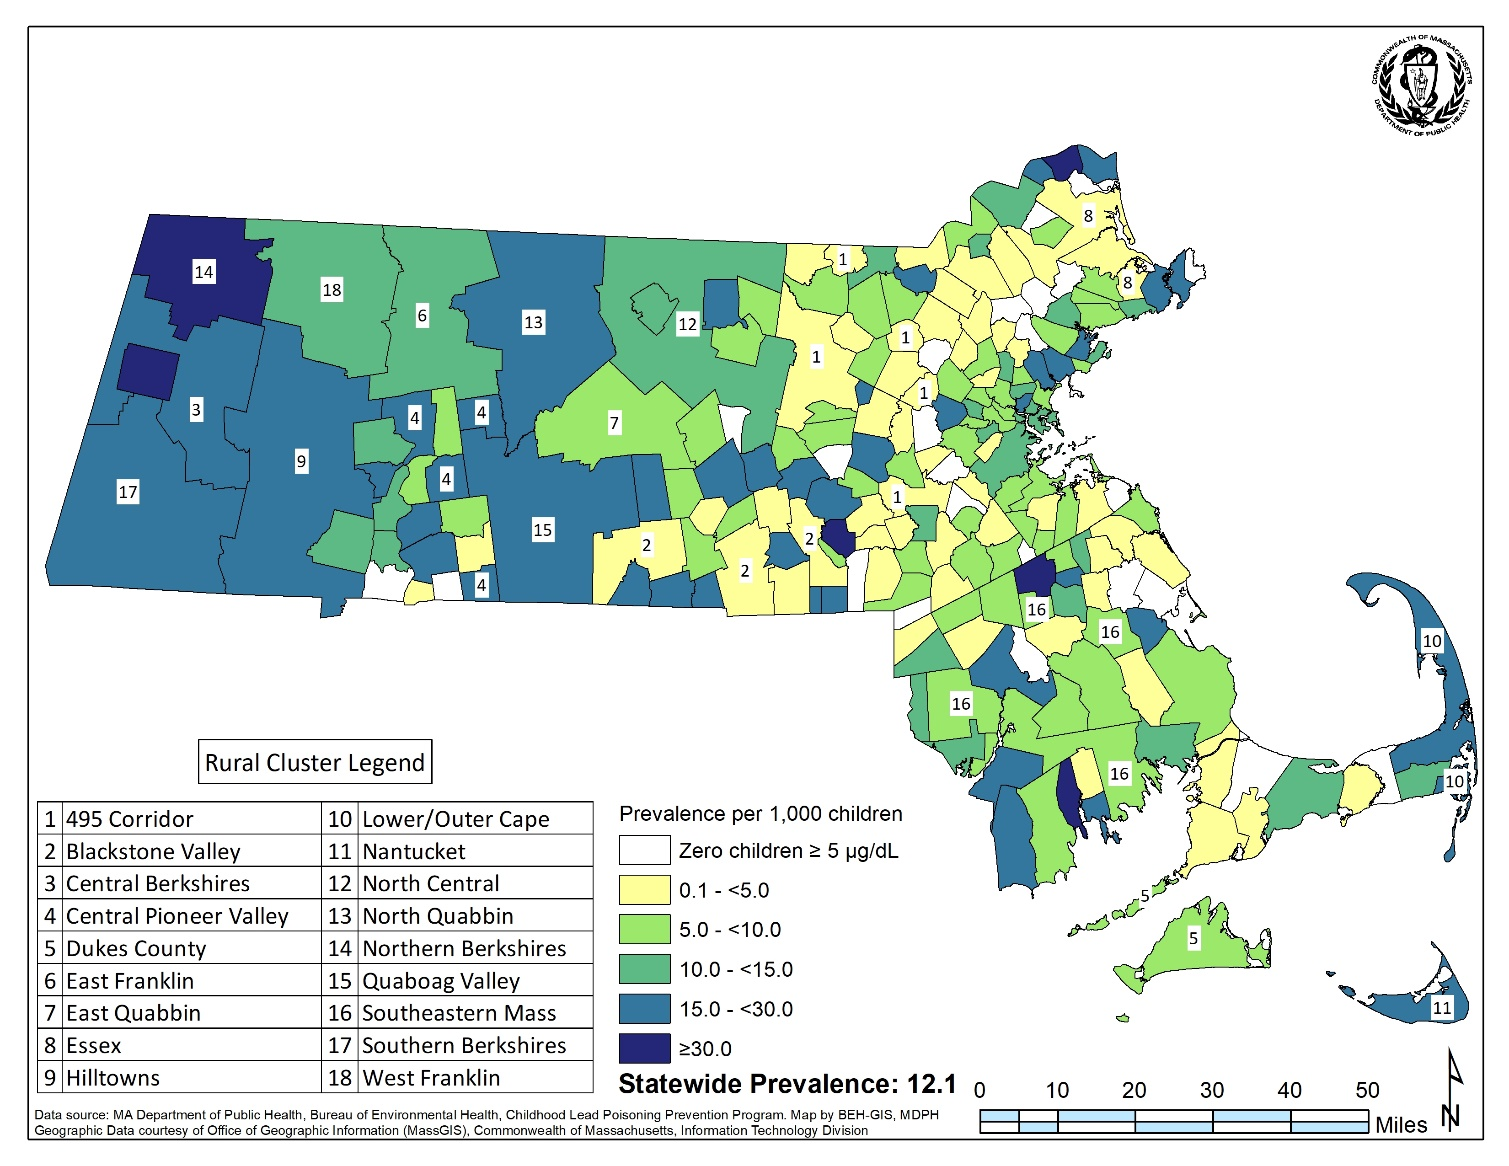 COMMONWEALTH OF MASSACHUSETTS
DEPARTMENT OF PUBLIC HEALTH
8
1
14
8
18
6
13
12
1
1
1
3
4
4
7
9
4
17
1
15
2
2
2
4
16
16
10
16
16
10
5
5
11
Rural Cluster Legend
1 495 Corridor 10 Lower/Outer Cape
2 Blackstone Valley 11 Nantucket
3 Central Berkshires 12 North Central
4 Central Pioneer Valley 13 North Quabbin
5 Dukes County 14 Northern Berkshires
6 East Franklin 15 Quaboag Valley
7 East Quabbin 16 Southeastern Mass
8 Essex 17 Southern Berkshires
9 Hilltowns 18 West Franklin
Prevalence per 1,000 children
Zero children ≥ 5 µg/dL
0.1 - <5.0
5.0 - <10.0
10.0 - <15.0
15.0 - <30.0
≥30.0
Statewide Prevalence: 12.1
0 10 20 30 40 50
Miles
N
Data source: MA Department of Public Health, Bureau of Environmental Health, Childhood Lead Poisoning Prevention Program. Map by BEH-GIS, MDPH
Geographic Data courtesy of Office of Geographic Information (MassGIS), Commonwealth of Massachusetts, Information Technology Division